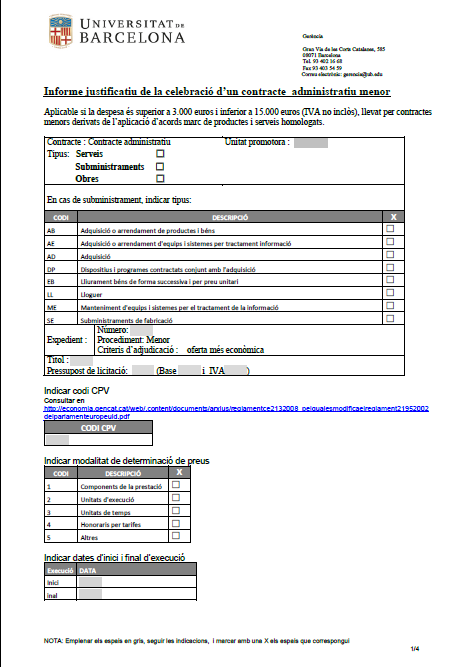 UNIVERSITAT DE
BARCELONA
Gerència
Gran Via de les Corts Catalanes, 585
08071 Barcelona
Tel. 93 402 16 68
Fax 93 403 54 59
Correu electrònic: gerencia@ub.edu
Informe justificatiu de la celebració d'un contracte administratiu menor
Aplicable si la despesa és superior a 3.000 euros i inferior a 15.000 euros (IVA no inclòs), llevat per contractes
menors derivats de l'aplicació d'acords marc de productes i serveis homologats.
Contracte : Contracte administratiu Unitat promotora :
Tipus: Serveis
Subministraments
Obres
En cas de subministrament, indicar tipus:
CODI DESCRIPCIÓ X
AB Adquisició o arrendament de productes i béns
AE Adquisició o arrendament d'equips i sistemes per tractament informació
AD Adquisició
DP Dispositius i programes contractats conjunt amb l'adquisició
EB Lliurament béns de forma successiva i per preu unitari
LL Lloguer
ME Manteniment d'equips i sistemes per el tractament de la informació
SE Subministraments de fabricació
Número:
Expedient : Procediment: Menor
Criteris d'adjudicació : oferta més econòmica
Títol :
Pressupost de licitació: (Base i IVA )
Indicar codi CPV
Consultar en
http://economia.gencat.cat/web/.content/documents/arxius/reglamentce2132008_pelqualesmodificaelreglament21952002
delparlamenteuropeuld.pdf
CODI CPV
Indicar modalitat de determinació de preus
CODI DESCRIPCIÓ X
1 Components de la prestació
2 Unitats d'execució
3 Unitats de temps
4 Honoraris per tarifes
5 Altres
Indicar dates d'inici i final d'execució
Execució DATA
Inici
inal
NOTA: Emplenar els espais en gris, seguir les indicacions, i marcar amb una X els espais que correspongui
1/4